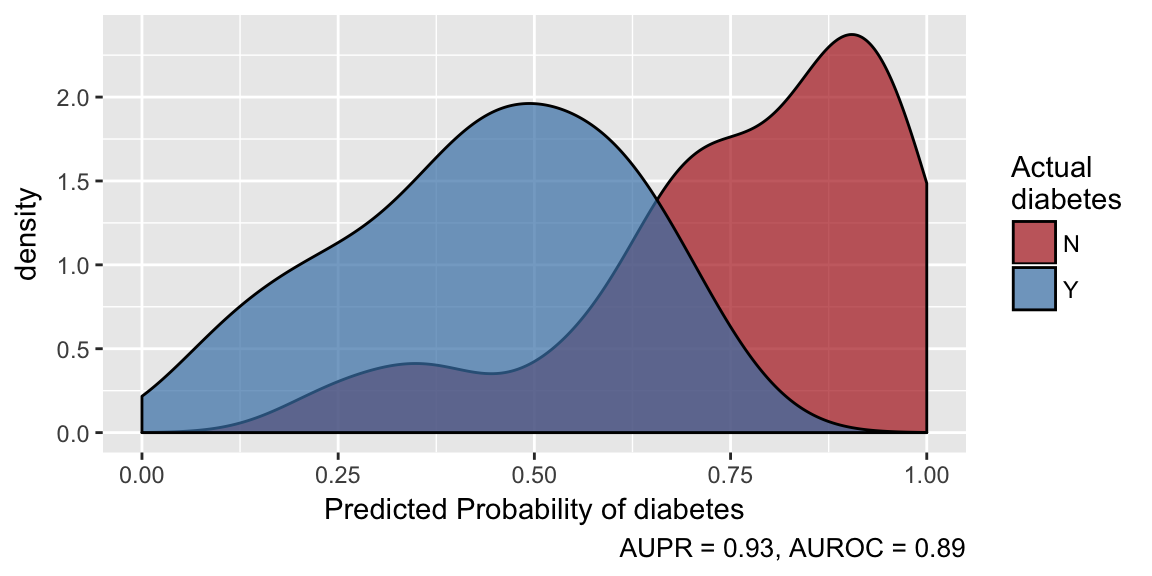 2.0
1.5
1.0
0.5
0.0
density
0.00 0.25 0.50 0.75 1.00
Predicted Probability of diabetes
AUPR = 0.93, AUROC = 0.89
Actual
diabetes
N
Y